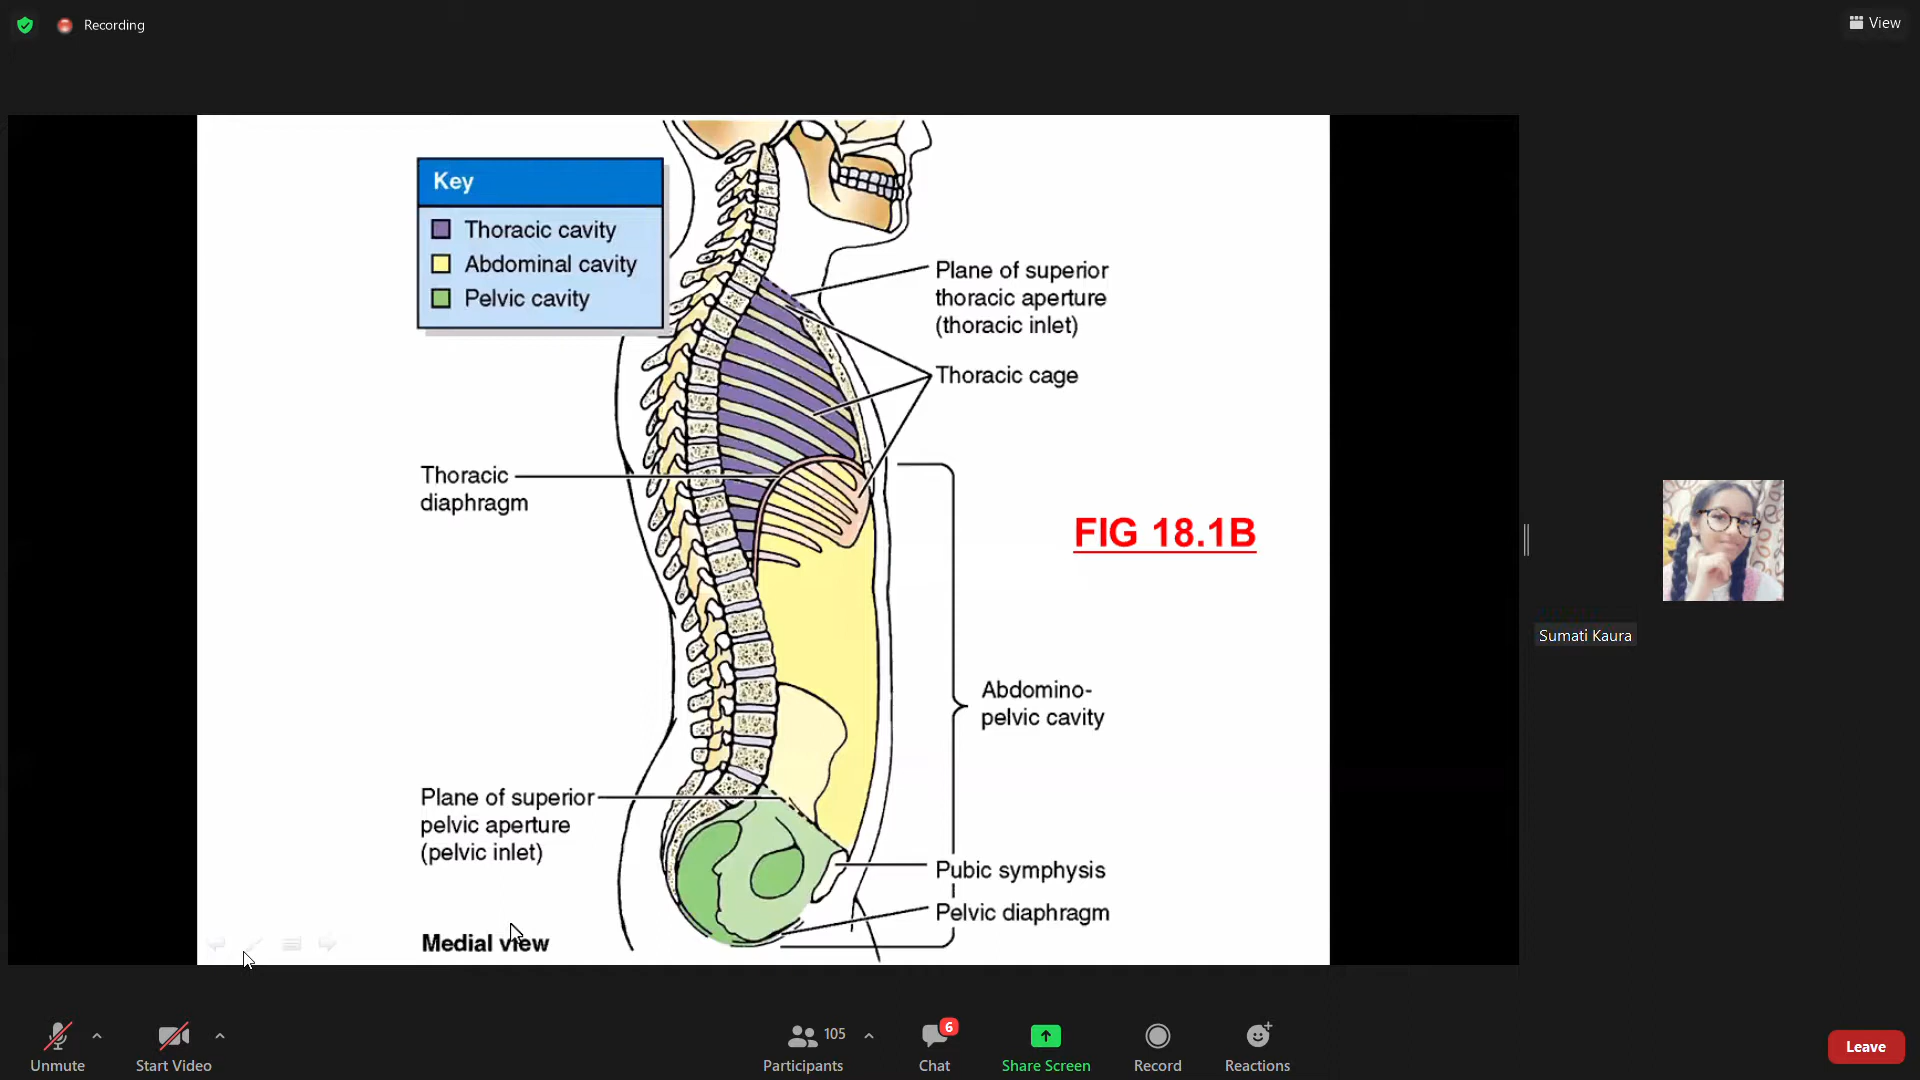 Recording
View
Key
Thoracic cavity
Abdominal cavity
Pelvic cavity
Plane of superior
thoracic aperture
(thoracic inlet)
Thoracic cage
Thoracic
diaphragm
FIG 18.1B
Sumati Kaura
Abdomino-
pelvic cavity
Plane of superior
pelvic aperture
(pelvic inlet)
Pubic symphysis
Pelvic diaphragm
Medial view
Unmute
Start Video
105
Participants
6
Chat
Share Screen
Record
Reactions
Leave